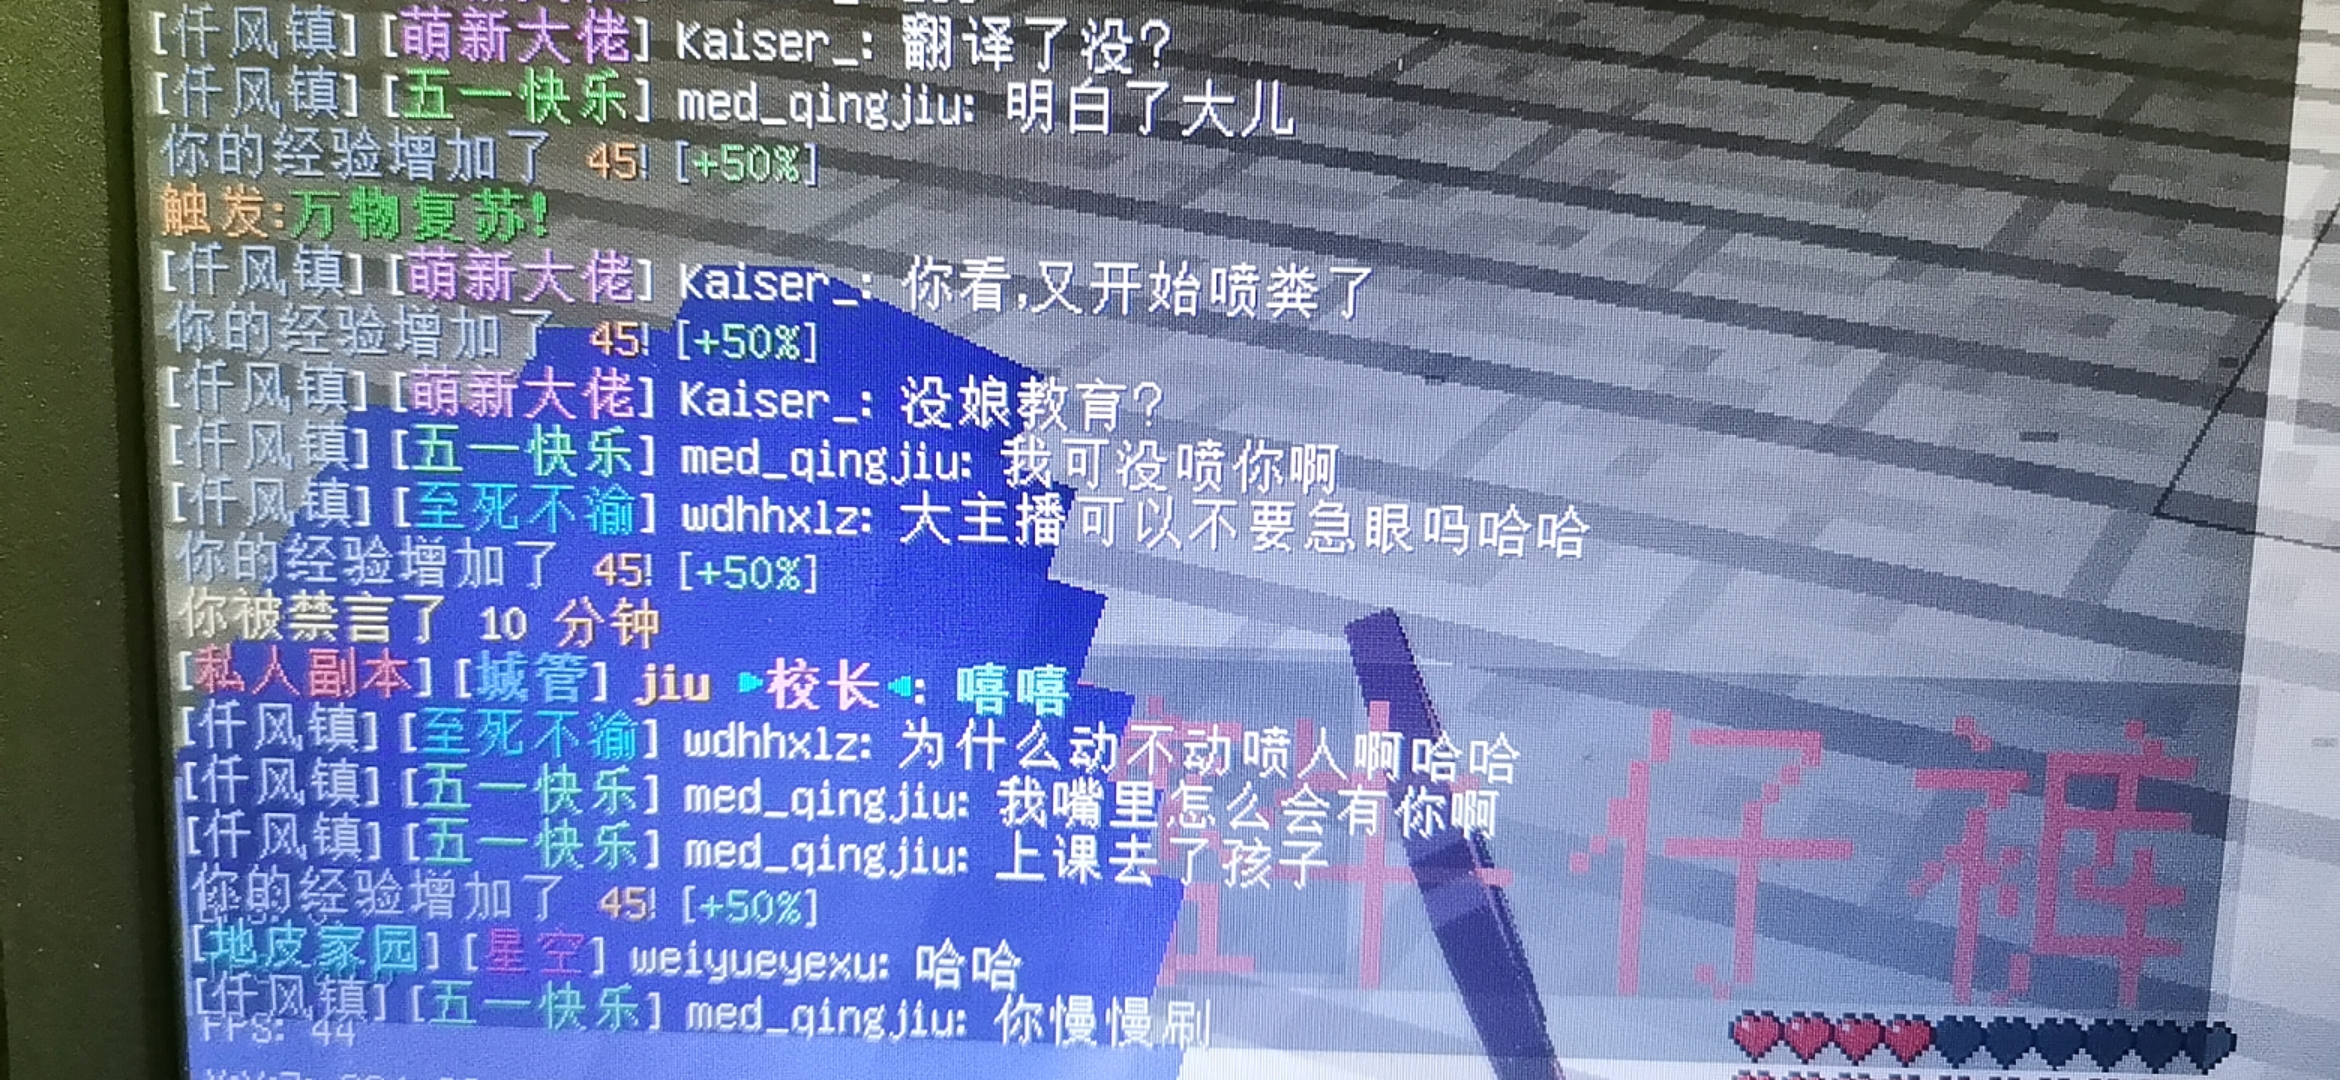 [仟风镇] [萌新大佬] Kaiser_: 翻译了没?
[仟风镇] [五一快乐] med_qingjiu: 明白了大儿
你的经验增加了 45! [+50%]
触发:万物复苏!
[仟风镇] [萌新大佬] Kaiser_: 你看,又开始喷粪了
你的经验增加了 45! [+50%]
[仟风镇] [萌新大佬] Kaiser_: 没娘教育?
[仟风镇] [五一快乐] med_qingjiu: 我可没喷你啊
[仟风镇] [至死不渝] wdhhxlz: 大主播可以不要急眼吗哈哈
你的经验增加了 45! [+50%]
你被禁言了 10 分钟
[私人副本] [城管] jiu ▸校长◂: 嘻嘻
[仟风镇] [至死不渝] wdhhxlz: 为什么动不动喷人啊哈哈
[仟风镇] [五一快乐] med_qingjiu: 我嘴里怎么会有你啊
[仟风镇] [五一快乐] med_qingjiu: 上课去了孩子
你的经验增加了 45! [+50%]
[地皮家园] [星空] weiyueyexu: 哈哈
[仟风镇] [五一快乐] med_qingjiu: 你慢慢刷
FPS: 44
仔裤